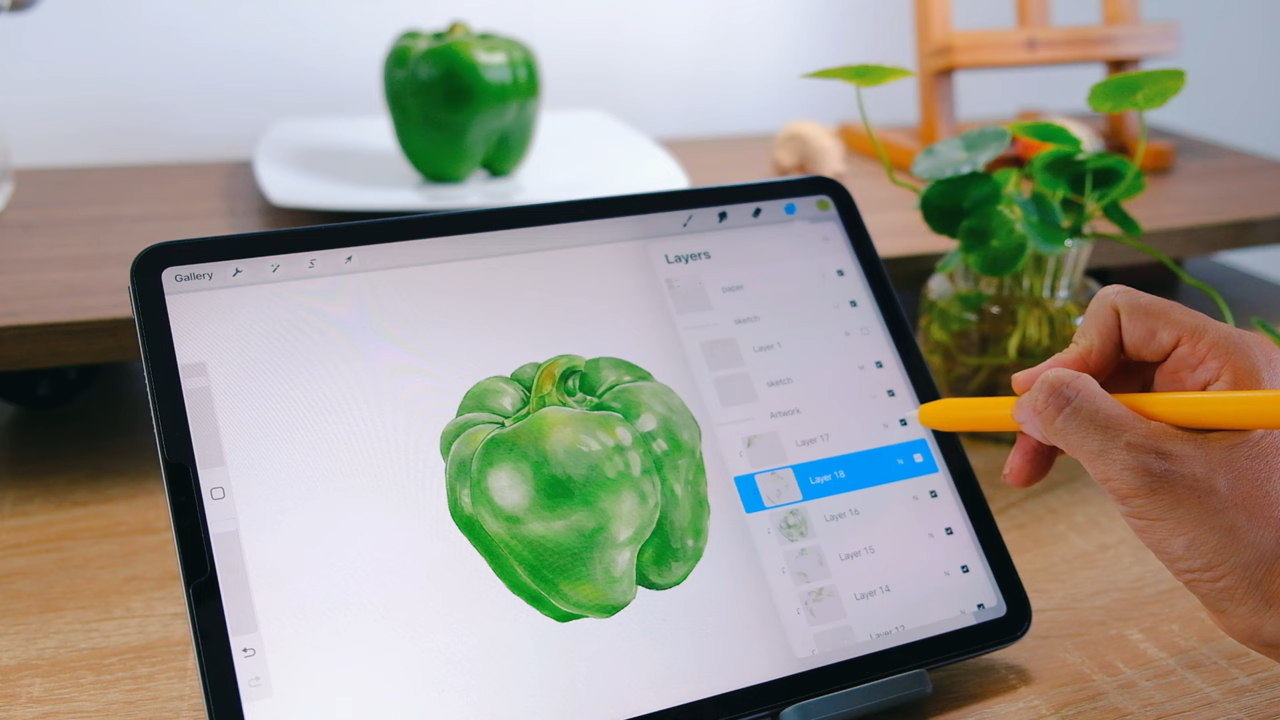 Gallery
Layers
paper
sketch
Layer 1
sketch
Artwork
Layer 17
Layer 18
Layer 16
Layer 15
Layer 14